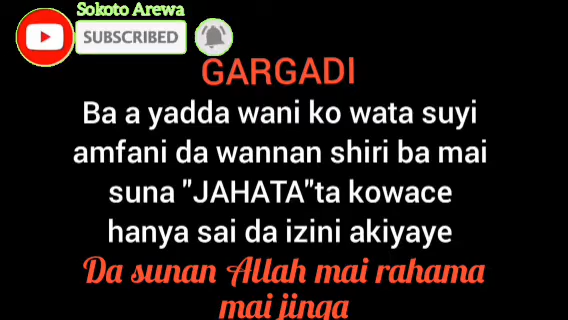 Sokoto Arewa
SUBSCRIBED
GARGADI
Ba a yadda wani ko wata suyi
amfani da wannan shiri ba mai
suna "JAHATA"ta kowace
hanya sai da izini akiyaye
Da sunan Allah mai rahama
mai jinga